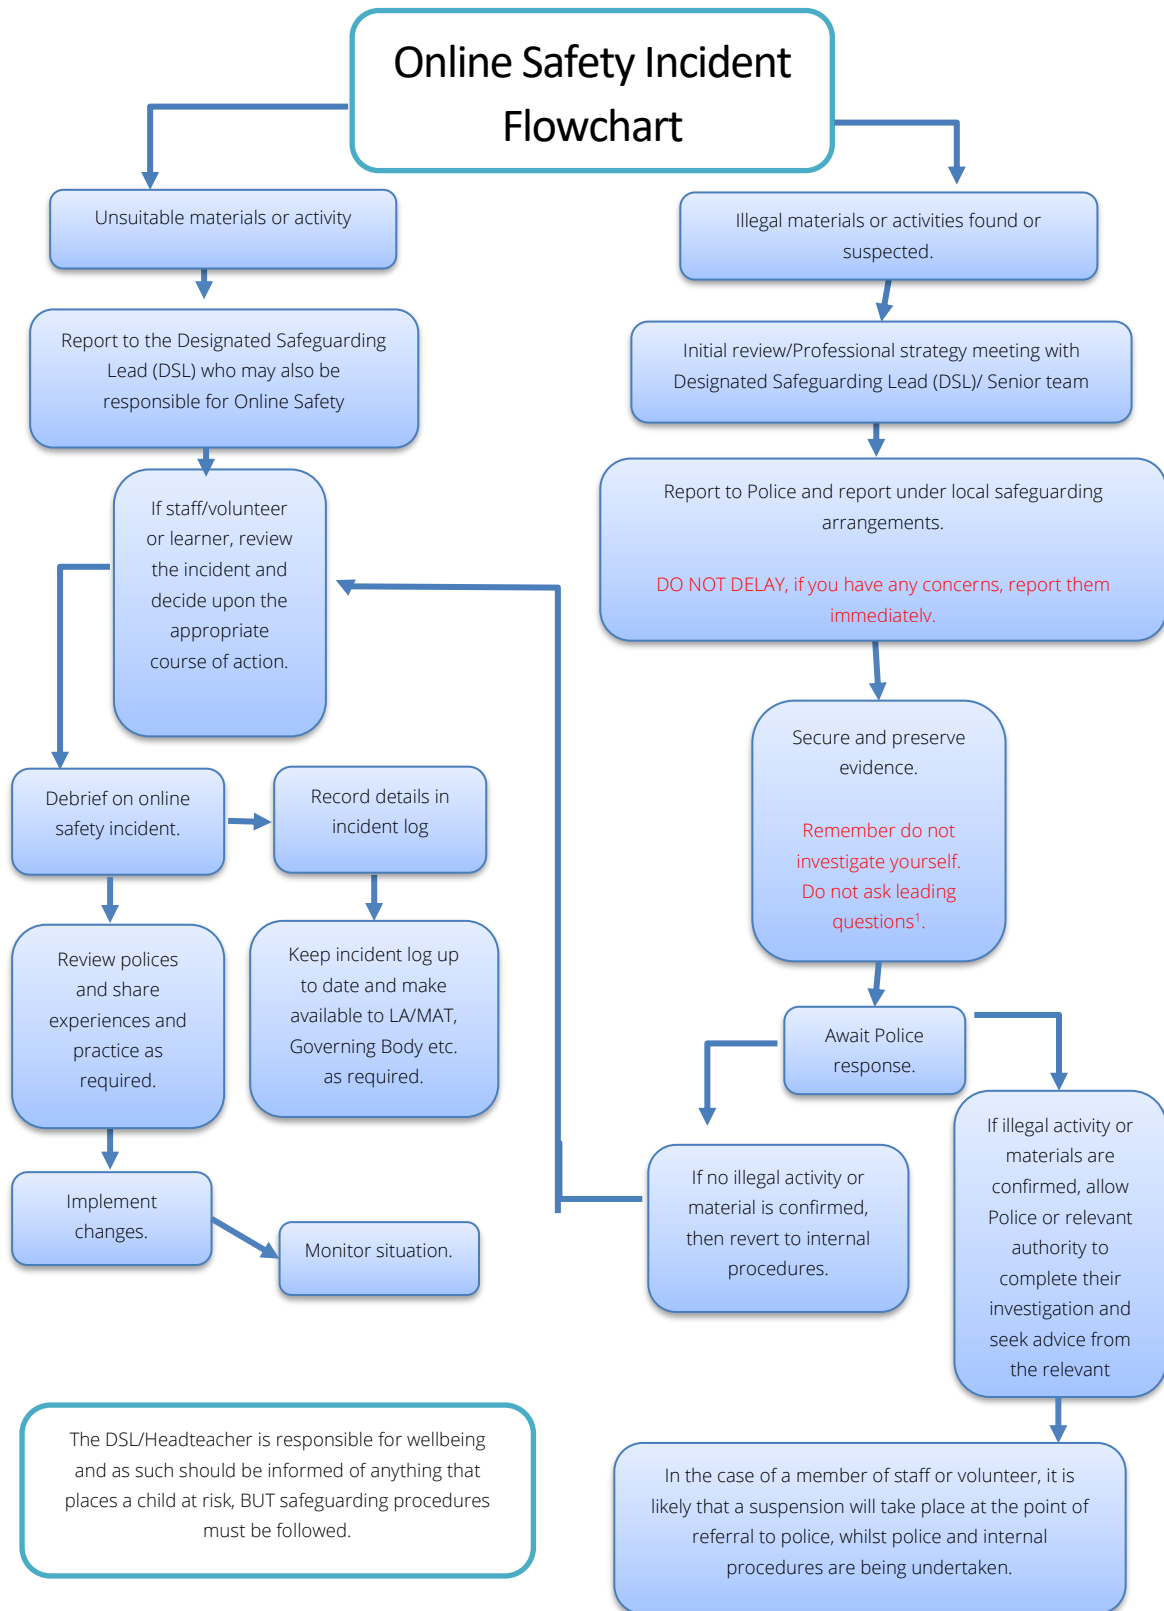 Online Safety Incident
Flowchart
Unsuitable materials or activity
Report to the Designated Safeguarding
Lead (DSL) who may also be
responsible for Online Safety
If staff/volunteer
or learner, review
the incident and
decide upon the
appropriate
course of action.
Debrief on online
safety incident.
Record details in
incident log
Review polices
and share
experiences and
practice as
required.
Keep incident log up
to date and make
available to LA/MAT,
Governing Body etc.
as required.
Implement
changes.
Monitor situation.
Illegal materials or activities found or
suspected.
Initial review/Professional strategy meeting with
Designated Safeguarding Lead (DSL)/ Senior team
Report to Police and report under local safeguarding
arrangements.
DO NOT DELAY, if you have any concerns, report them
immediately.
Secure and preserve
evidence.
Remember do not
investigate yourself.
Do not ask leading
questions¹.
Await Police
response.
If no illegal activity or
material is confirmed,
then revert to internal
procedures.
If illegal activity or
materials are
confirmed, allow
Police or relevant
authority to
complete their
investigation and
seek advice from
the relevant
In the case of a member of staff or volunteer, it is
likely that a suspension will take place at the point of
referral to police, whilst police and internal
procedures are being undertaken.
The DSL/Headteacher is responsible for wellbeing
and as such should be informed of anything that
places a child at risk, BUT safeguarding procedures
must be followed.